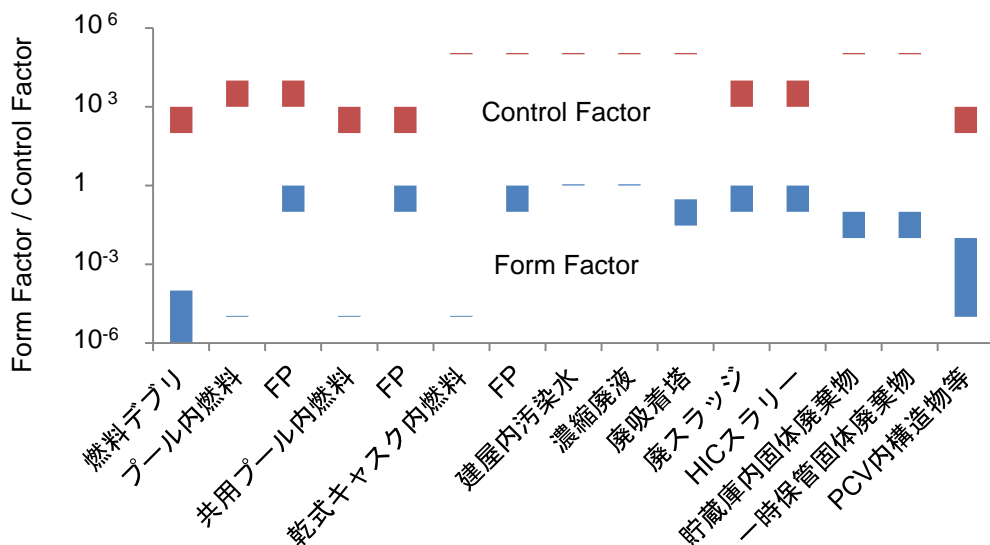 Form Factor / Control Factor
10⁶
10³
1
10⁻³
10⁻⁶
Control Factor
Form Factor
燃料デブリ
プール内燃料
FP
共用プール内燃料
FP
乾式キャスク内燃料
FP
建屋内汚染水
濃縮廃液
廃吸着塔
廃スラッジ
HICスラリー
貯蔵庫内固体廃棄物
一時保管固体廃棄物
PCV内構造物等